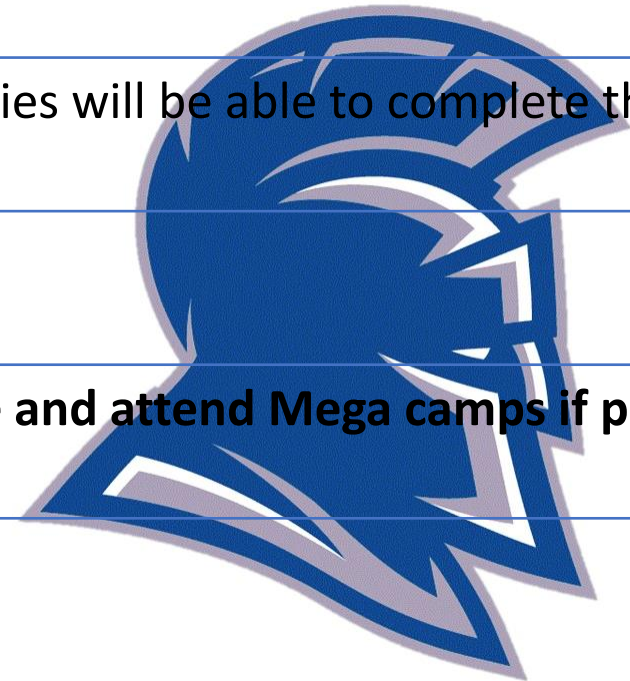 ies will be able to complete th
and attend Mega camps if p